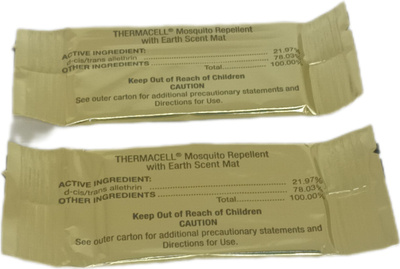 THERMACELL® Mosquito Repellent
with Earth Scent Mat
ACTIVE INGREDIENT:
d-cis/trans allethrin 21.97%
OTHER INGREDIENTS 78.03%
Total 100.00%
Keep Out of Reach of Children
CAUTION
See outer carton for additional precautionary statements and
Directions for Use.
THERMACELL® Mosquito Repellent
with Earth Scent Mat
ACTIVE INGREDIENT:
d-cis/trans allethrin 21.97%
OTHER INGREDIENTS 78.03%
Total 100.00%
Keep Out of Reach of Children
CAUTION
See outer carton for additional precautionary statements and
Directions for Use.